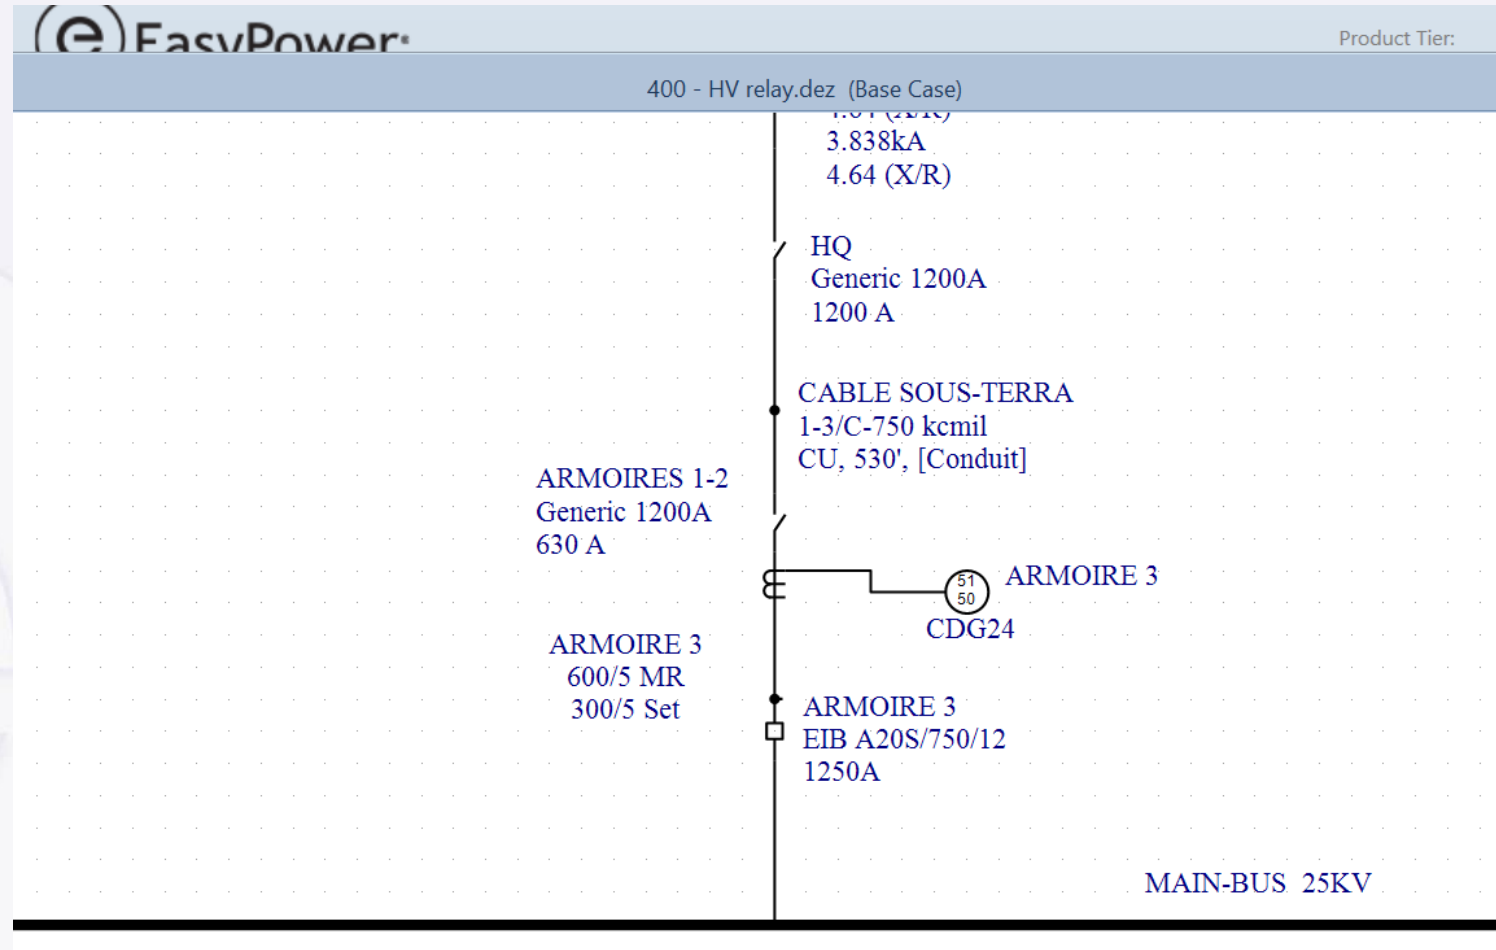 EasyPower
Product Tier:
400 - HV relay.dez (Base Case)
4.64 (X/R)
3.838kA
4.64 (X/R)
HQ
Generic 1200A
1200 A
CABLE SOUS-TERRA
1-3/C-750 kcmil
CU, 530', [Conduit]
ARMOIRES 1-2
Generic 1200A
630 A
51
50
ARMOIRE 3
CDG24
ARMOIRE 3
600/5 MR
300/5 Set
ARMOIRE 3
EIB A20S/750/12
1250A
MAIN-BUS 25KV